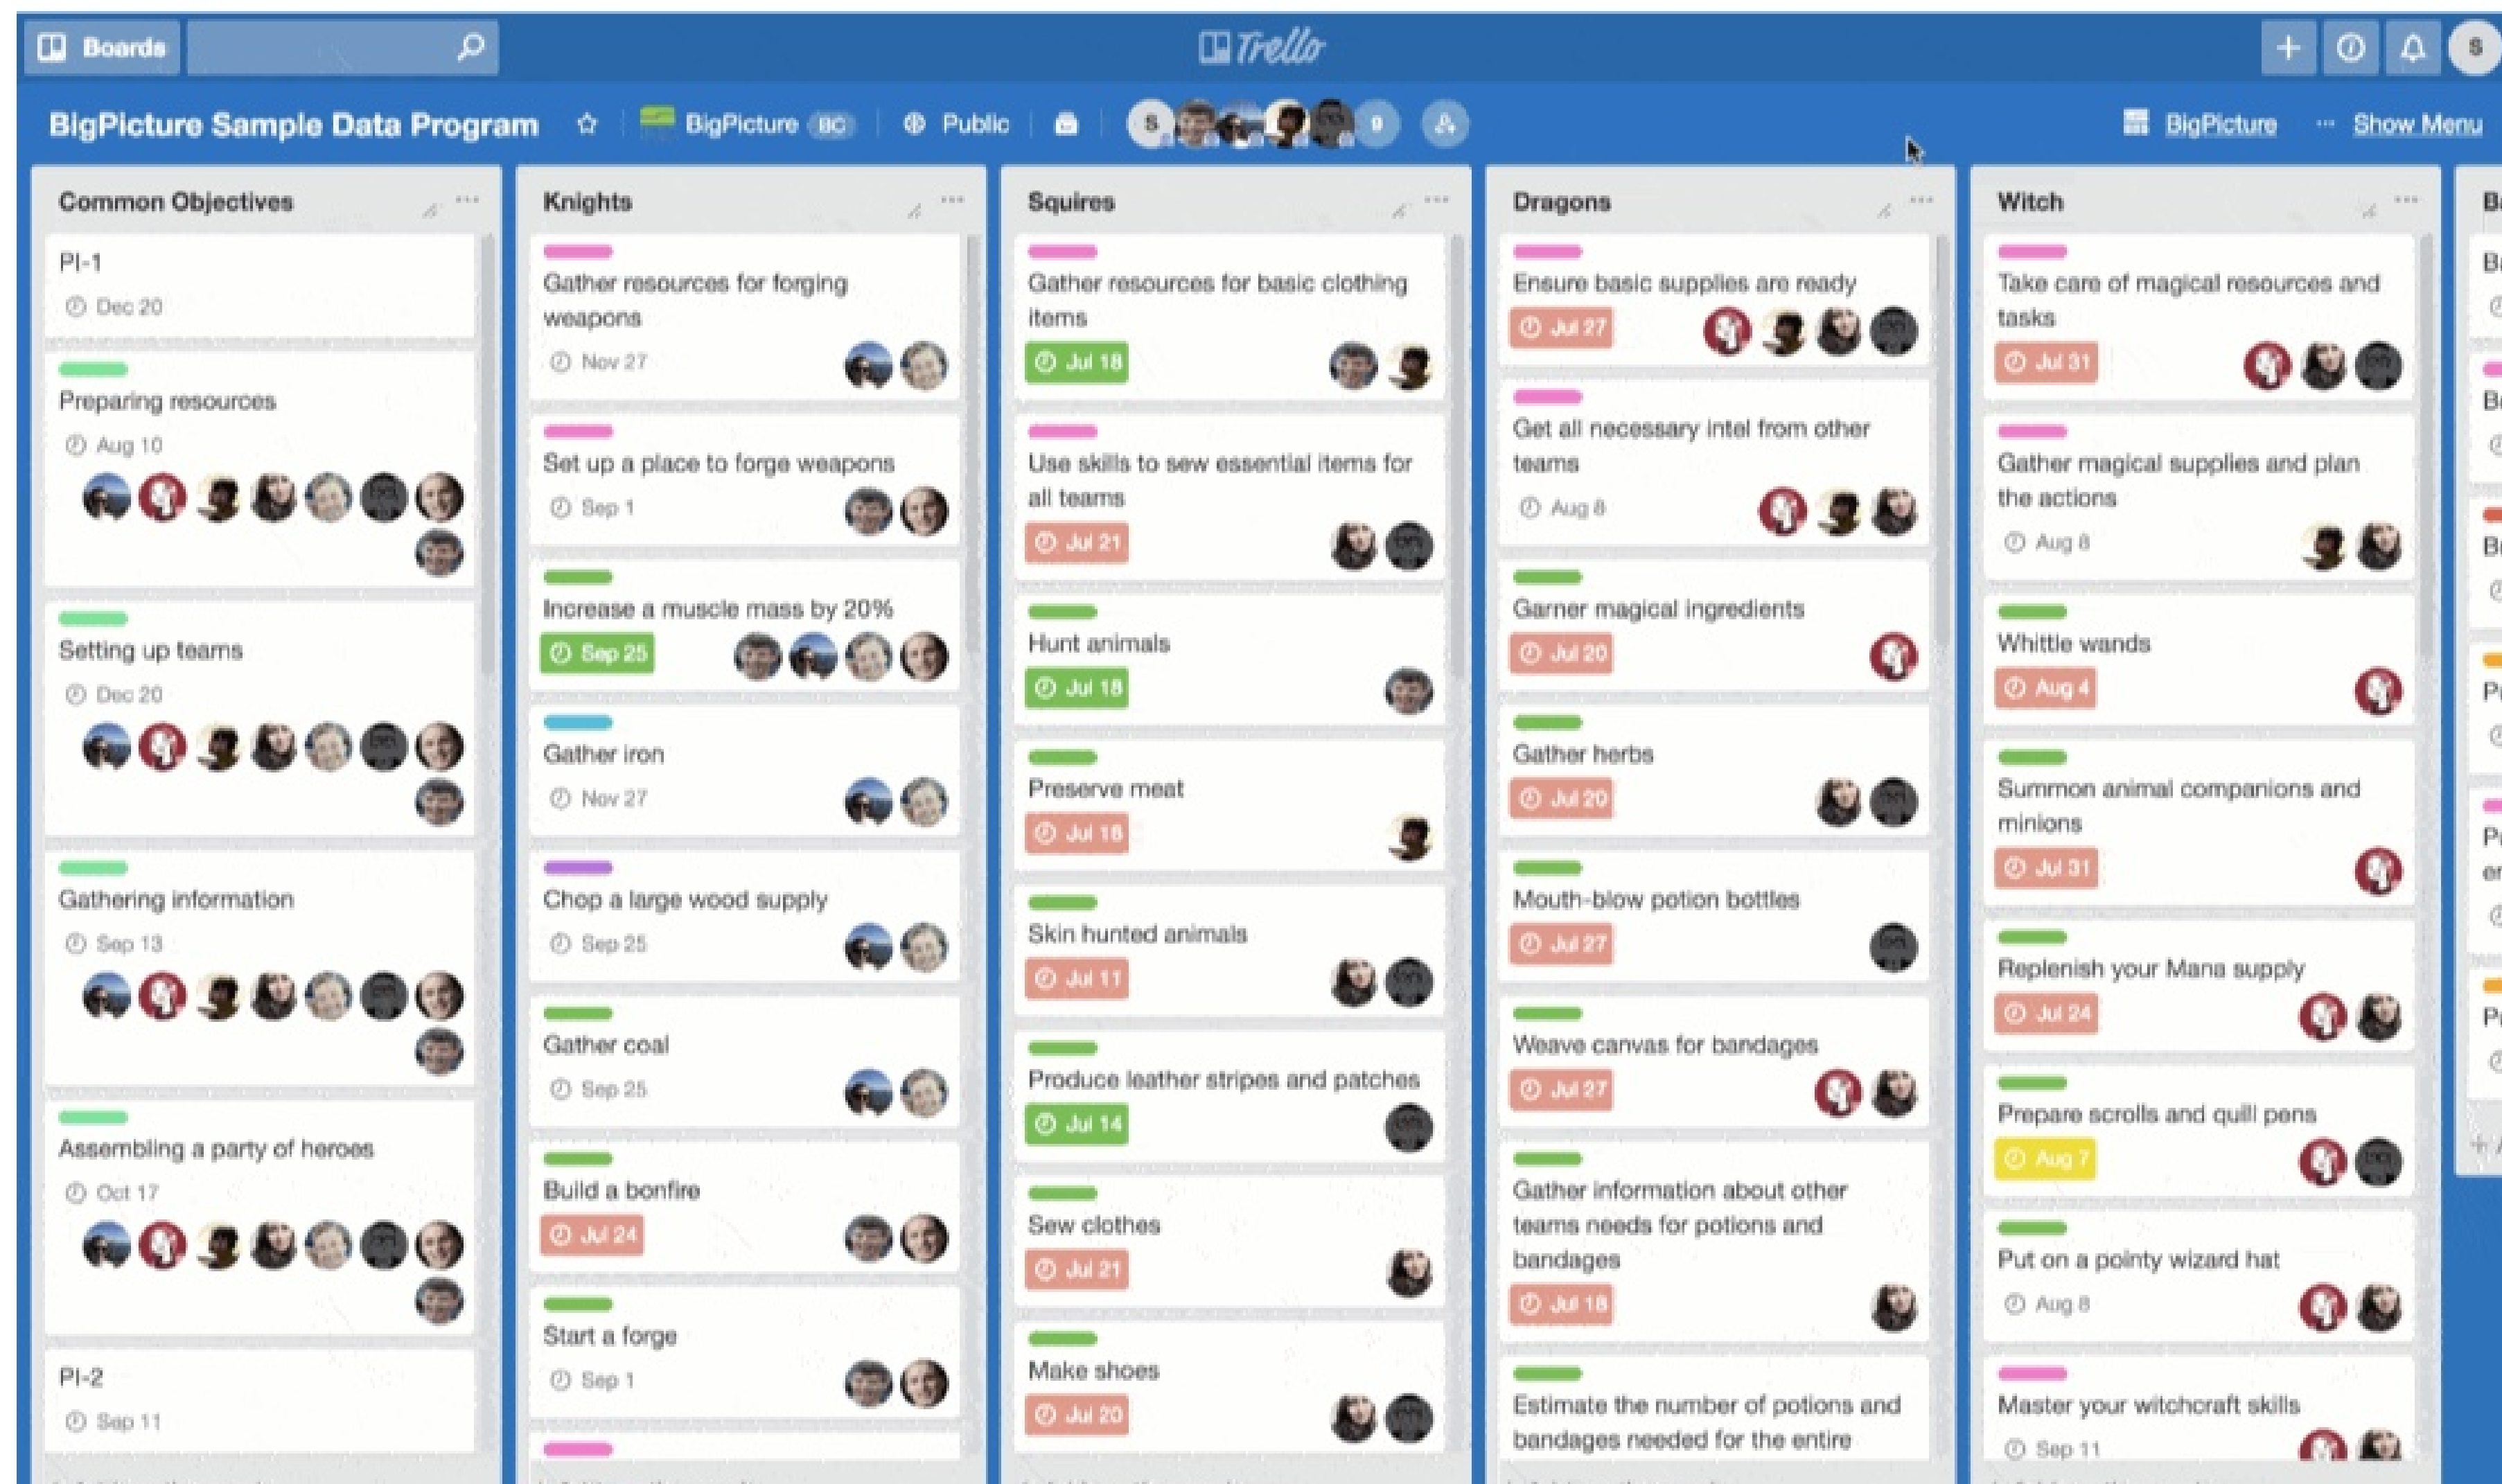 Boards
Trello
S
BigPicture Sample Data Program
BigPicture BC
Public
S
9
BigPicture
··· Show Menu
Common Objectives
PI-1
Dec 20
Preparing resources
Aug 10
Setting up teams
Dec 20
Gathering information
Sep 13
Assembling a party of heroes
Oct 17
PI-2
Sep 11
Knights
Gather resources for forging
weapons
Nov 27
Set up a place to forge weapons
Sep 1
Increase a muscle mass by 20%
Sep 25
Gather iron
Nov 27
Chop a large wood supply
Sep 25
Gather coal
Sep 25
Build a bonfire
Jul 24
Start a forge
Sep 1
Squires
Gather resources for basic clothing
items
Jul 18
Use skills to sew essential items for
all teams
Jul 21
Hunt animals
Jul 18
Preserve meat
Jul 18
Skin hunted animals
Jul 11
Produce leather stripes and patches
Jul 14
Sew clothes
Jul 21
Make shoes
Jul 20
Dragons
Ensure basic supplies are ready
Jul 27
Get all necessary intel from other
teams
Aug 8
Garner magical ingredients
Jul 20
Gather herbs
Jul 20
Mouth-blow potion bottles
Jul 27
Weave canvas for bandages
Jul 27
Gather information about other
teams needs for potions and
bandages
Jul 18
Estimate the number of potions and
bandages needed for the entire
Witch
Take care of magical resources and
tasks
Jul 31
Gather magical supplies and plan
the actions
Aug 8
Whittle wands
Aug 4
Summon animal companions and
minions
Jul 31
Replenish your Mana supply
Jul 24
Prepare scrolls and quill pens
Aug 7
Put on a pointy wizard hat
Aug 8
Master your witchcraft skills
Sep 11